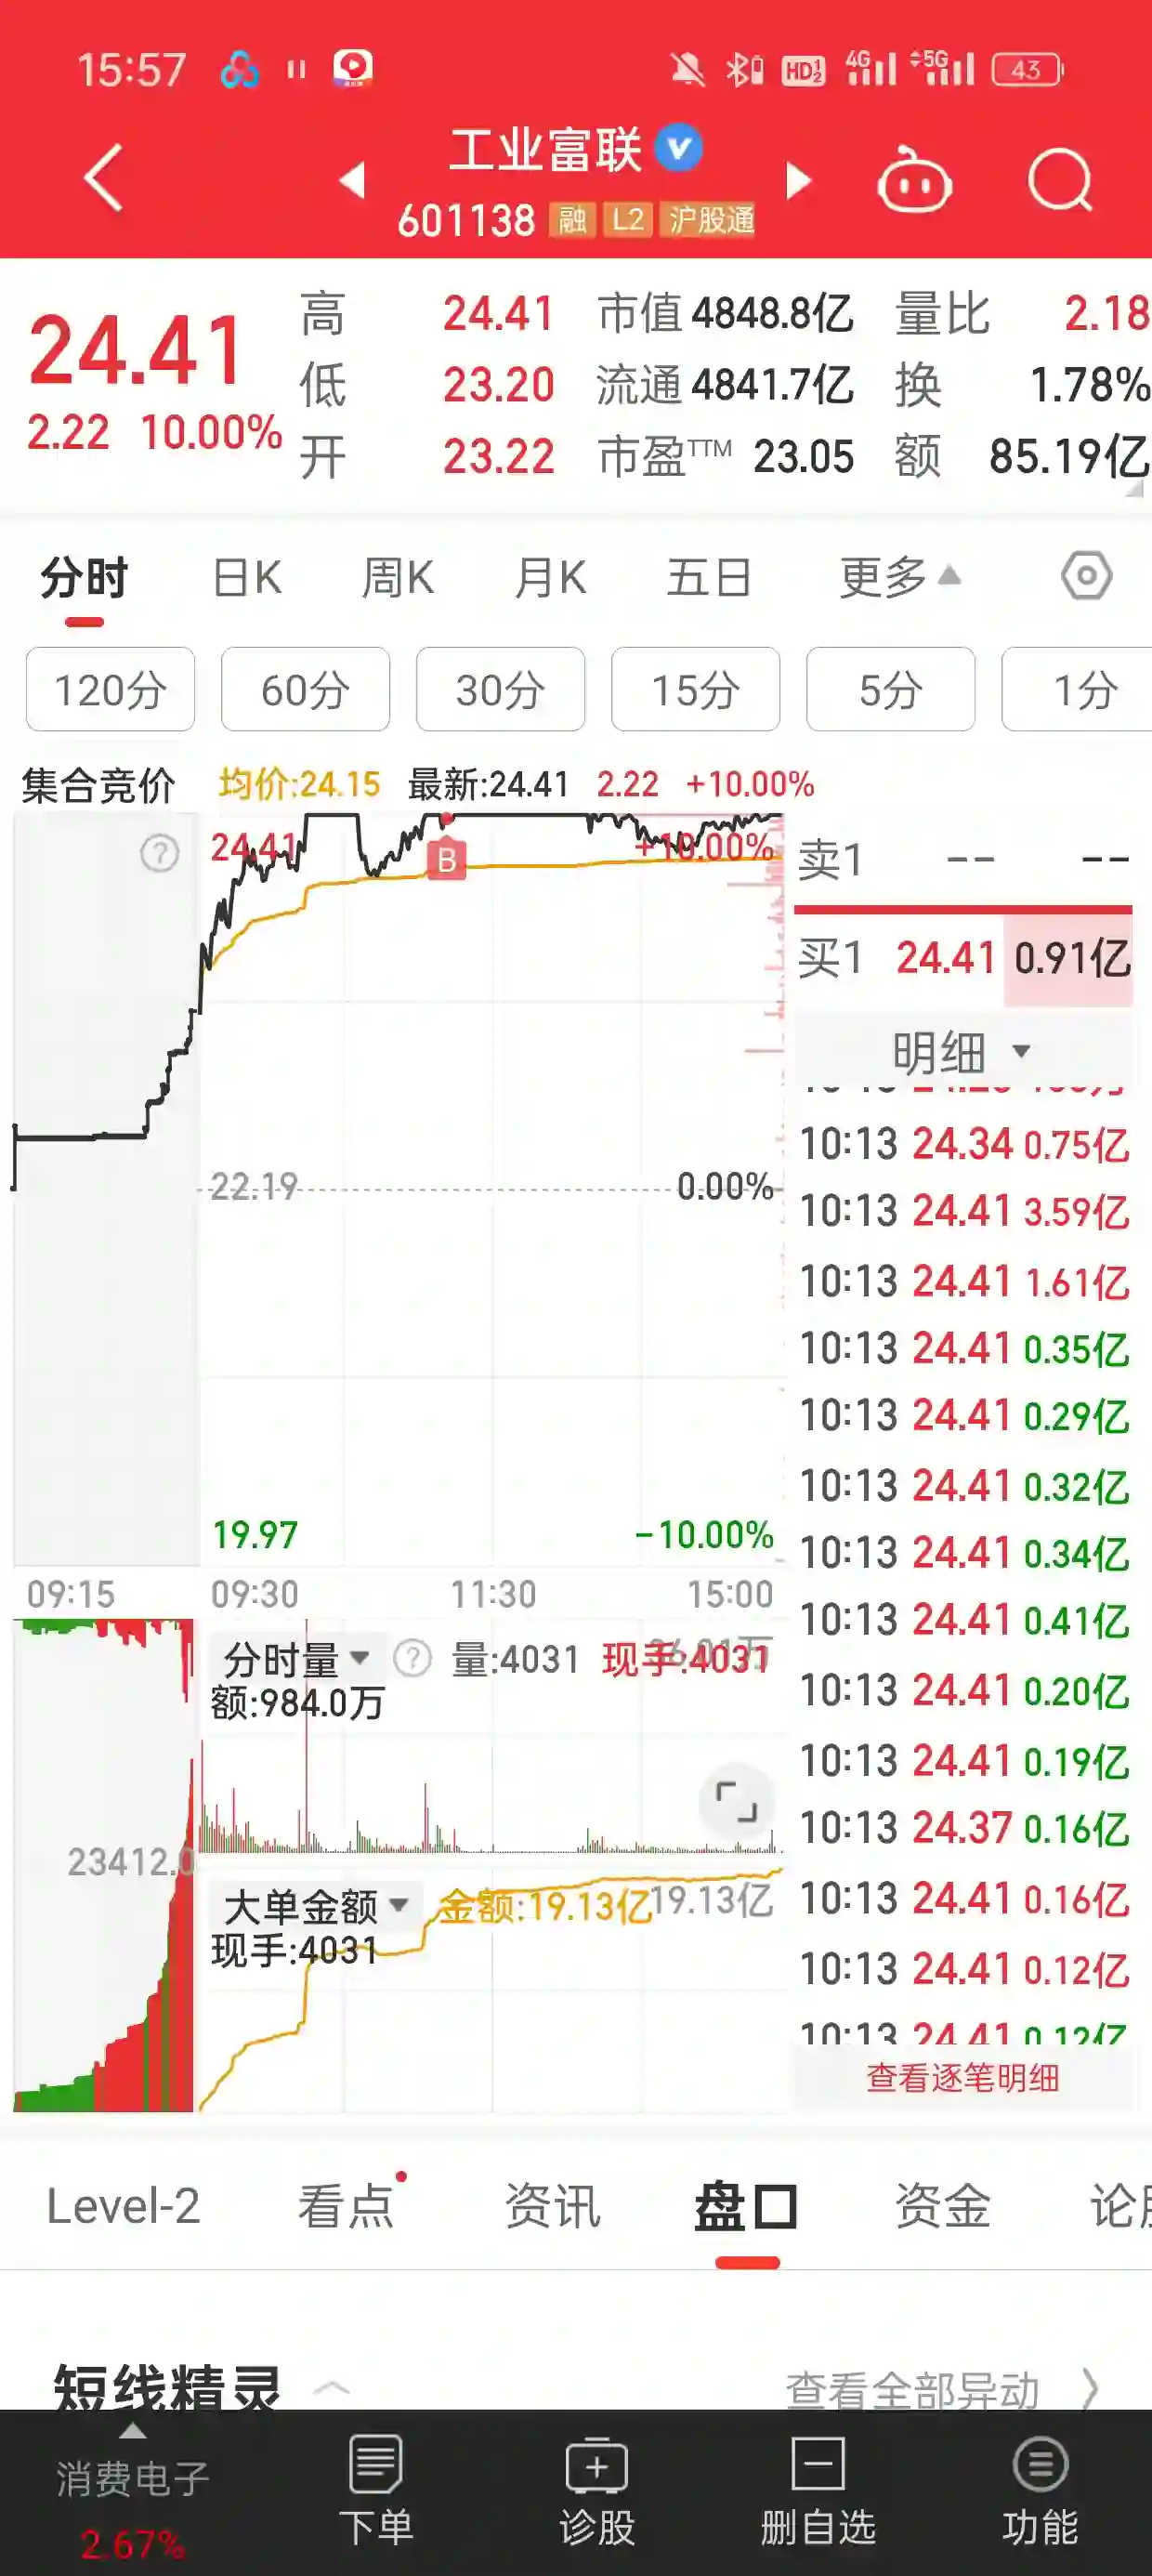 15:57 HD 1 2 4G 5G 43
工业富联
601138 融 L2 沪股通
24.41 高 24.41 市值 4848.8亿 量比 2.18
低 23.20 流通 4841.7亿 换 1.78%
2.22 10.00% 开 23.22 市盈TTM 23.05 额 85.19亿
分时 日K 周K 月K 五日 更多
120分 60分 30分 15分 5分 1分
集合竞价 均价:24.15 最新:24.41 2.22 +10.00%
? 24.41 B +10.00%
22.19 0.00%
19.97 -10.00%
09:15 09:30 11:30 15:00
卖1 -- --
买1 24.41 0.91亿
明细
10:13 24.34 0.75亿
10:13 24.41 3.59亿
10:13 24.41 1.61亿
10:13 24.41 0.35亿
10:13 24.41 0.29亿
10:13 24.41 0.32亿
10:13 24.41 0.34亿
10:13 24.41 0.41亿
10:13 24.41 0.20亿
10:13 24.41 0.19亿
10:13 24.37 0.16亿
10:13 24.41 0.16亿
10:13 24.41 0.12亿
10:13 24.41 0.12亿
查看逐笔明细
分时量 ? 量:4031 现手:4031
额:984.0万
23412.0
大单金额 金额:19.13亿 19.13亿
现手:4031
Level-2 看点 资讯 盘口 资金 论
短线精灵 查看全部异动
消费电子 下单 诊股 删自选 功能
2.67%